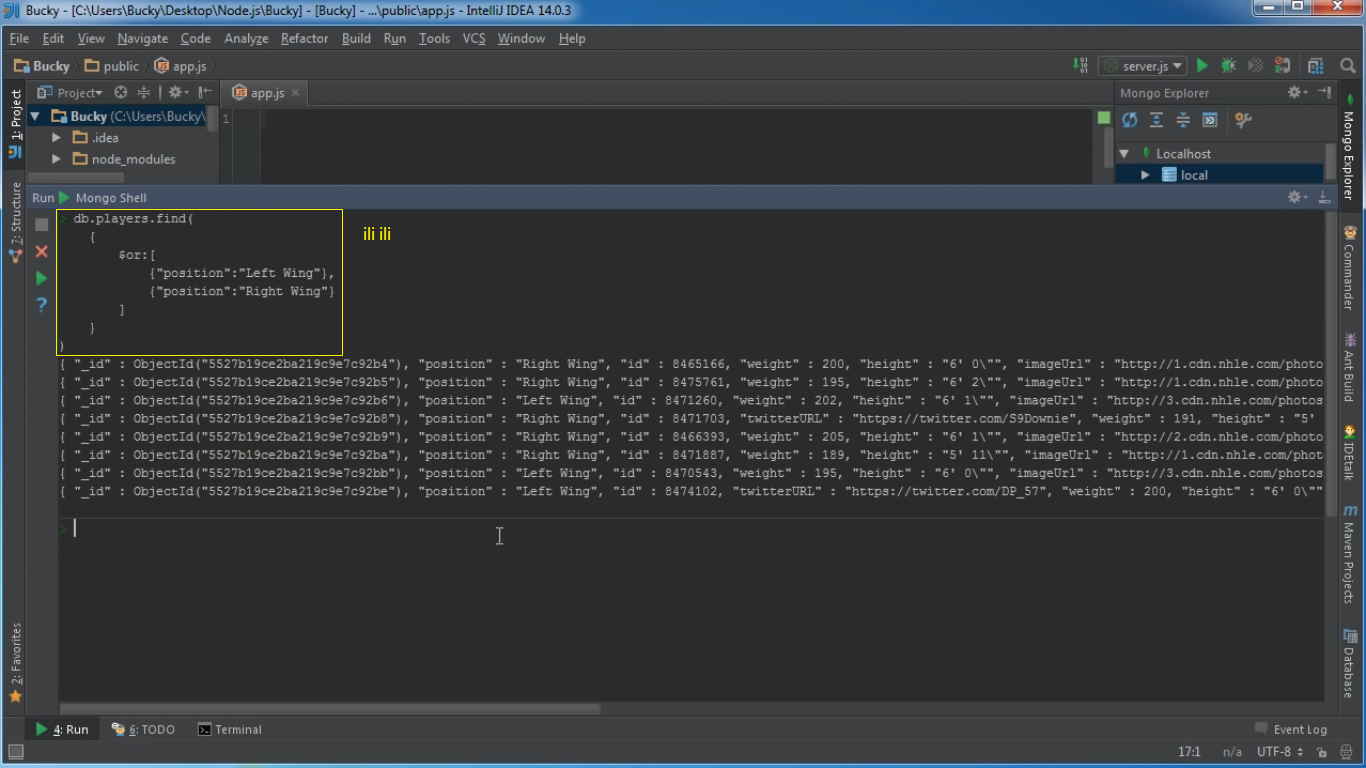 Bucky - [C:\Users\Bucky\Desktop\Node.js\Bucky] - [Bucky] - ...\public\app.js - IntelliJ IDEA 14.0.3
File Edit View Navigate Code Analyze Refactor Build Run Tools VCS Window Help
Bucky public app.js server.js
Project app.js Mongo Explorer
Bucky (C:\Users\Bucky\ 1
.idea
node_modules
Localhost
local
Run Mongo Shell
> db.players.find(
{
$or:[
{"position":"Left Wing"},
{"position":"Right Wing"}
]
}
)
ili ili
{ "_id" : ObjectId("5527b19ce2ba219c9e7c92b4"), "position" : "Right Wing", "id" : 8465166, "weight" : 200, "height" : "6' 0\"", "imageUrl" : "http://1.cdn.nhle.com/photo
{ "_id" : ObjectId("5527b19ce2ba219c9e7c92b5"), "position" : "Right Wing", "id" : 8475761, "weight" : 195, "height" : "6' 2\"", "imageUrl" : "http://1.cdn.nhle.com/photo
{ "_id" : ObjectId("5527b19ce2ba219c9e7c92b6"), "position" : "Left Wing", "id" : 8471260, "weight" : 202, "height" : "6' 1\"", "imageUrl" : "http://3.cdn.nhle.com/photos
{ "_id" : ObjectId("5527b19ce2ba219c9e7c92b8"), "position" : "Right Wing", "id" : 8471703, "twitterURL" : "https://twitter.com/S9Downie", "weight" : 191, "height" : "5'
{ "_id" : ObjectId("5527b19ce2ba219c9e7c92b9"), "position" : "Right Wing", "id" : 8466393, "weight" : 205, "height" : "6' 1\"", "imageUrl" : "http://2.cdn.nhle.com/photo
{ "_id" : ObjectId("5527b19ce2ba219c9e7c92ba"), "position" : "Right Wing", "id" : 8471887, "weight" : 189, "height" : "5' 11\"", "imageUrl" : "http://1.cdn.nhle.com/phot
{ "_id" : ObjectId("5527b19ce2ba219c9e7c92bb"), "position" : "Left Wing", "id" : 8470543, "weight" : 195, "height" : "6' 0\"", "imageUrl" : "http://3.cdn.nhle.com/photos
{ "_id" : ObjectId("5527b19ce2ba219c9e7c92be"), "position" : "Left Wing", "id" : 8474102, "twitterURL" : "https://twitter.com/DP_57", "weight" : 200, "height" : "6' 0\""
>
1: Project
7: Structure
2: Favorites
Mongo Explorer
Commander
Ant Build
IDEtalk
Maven Projects
Database
4: Run 6: TODO Terminal Event Log
17:1 n/a UTF-8